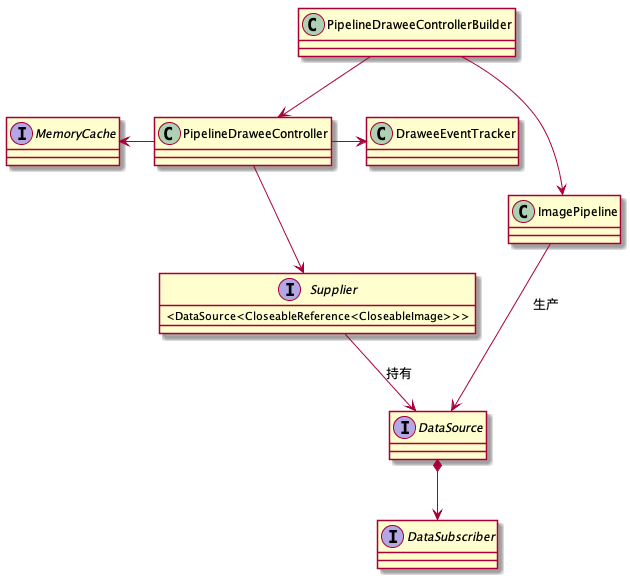 C PipelineDraweeControllerBuilder
I MemoryCache
C PipelineDraweeController
C DraweeEventTracker
C ImagePipeline
I Supplier
<DataSource<CloseableReference<CloseableImage>>>
生产
持有
I DataSource
I DataSubscriber